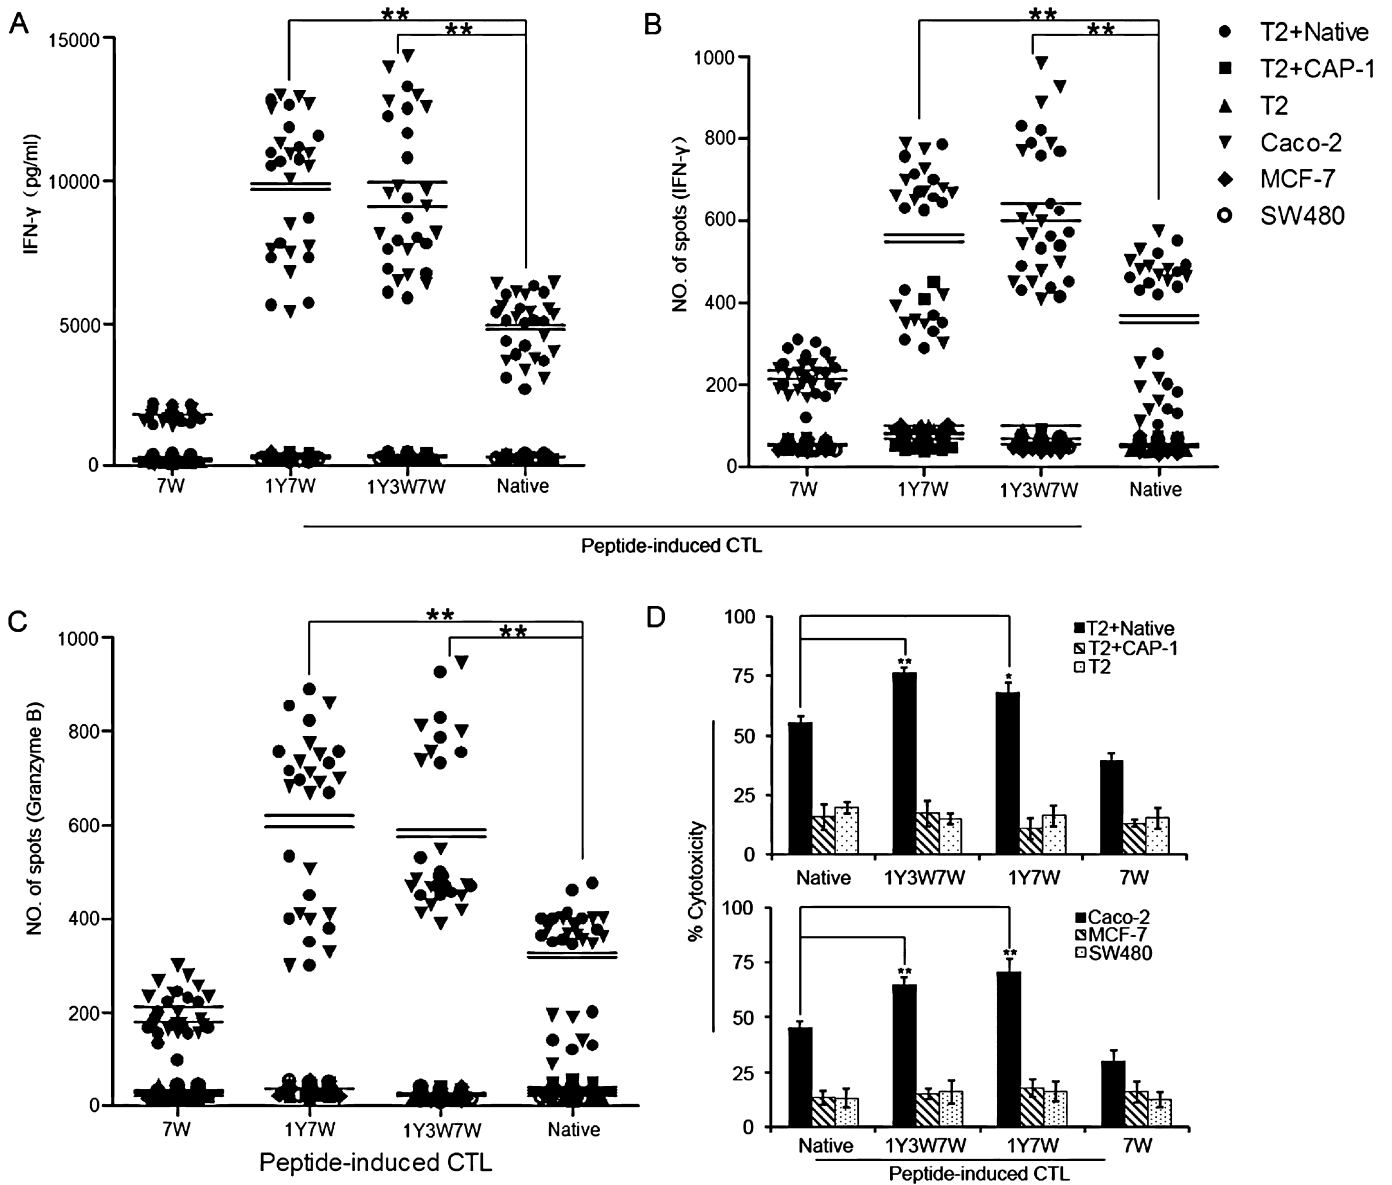 A
**
**
15000
10000
5000
0
IFN-γ (pg/ml)
7W
1Y7W
1Y3W7W
Native
B
**
**
1000
800
600
400
200
0
NO. of spots (IFN-γ)
7W
1Y7W
1Y3W7W
Native
T2+Native
T2+CAP-1
T2
Caco-2
MCF-7
SW480
Peptide-induced CTL
C
**
**
1000
800
600
400
200
0
NO. of spots (Granzyme B)
7W
1Y7W
1Y3W7W
Native
Peptide-induced CTL
D
100
75
50
25
0
**
*
T2+Native
T2+CAP-1
T2
Native
1Y3W7W
1Y7W
7W
% Cytotoxicity
100
75
50
25
0
**
**
Caco-2
MCF-7
SW480
Native
1Y3W7W
1Y7W
7W
Peptide-induced CTL